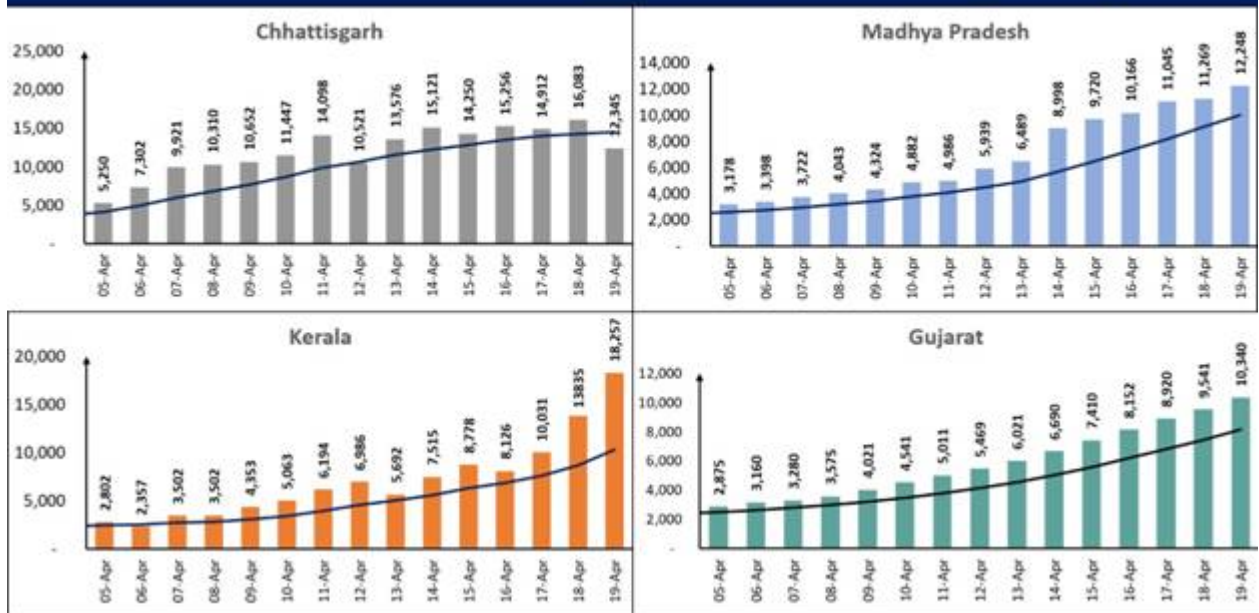 Chhattisgarh
25,000
20,000
15,000
10,000
5,000
-
5,250 7,302 9,921 10,310 10,652 11,447 14,098 10,521 13,576 15,121 14,250 15,256 14,912 16,083 12,345
05-Apr 06-Apr 07-Apr 08-Apr 09-Apr 10-Apr 11-Apr 12-Apr 13-Apr 14-Apr 15-Apr 16-Apr 17-Apr 18-Apr 19-Apr
Madhya Pradesh
14,000
12,000
10,000
8,000
6,000
4,000
2,000
-
3,178 3,398 3,722 4,043 4,324 4,882 4,986 5,939 6,489 8,998 9,720 10,166 11,045 11,269 12,248
05-Apr 06-Apr 07-Apr 08-Apr 09-Apr 10-Apr 11-Apr 12-Apr 13-Apr 14-Apr 15-Apr 16-Apr 17-Apr 18-Apr 19-Apr
Kerala
20,000
15,000
10,000
5,000
-
2,802 2,357 3,502 3,502 4,353 5,063 6,194 6,986 5,692 7,515 8,778 8,126 10,031 13835 18,257
05-Apr 06-Apr 07-Apr 08-Apr 09-Apr 10-Apr 11-Apr 12-Apr 13-Apr 14-Apr 15-Apr 16-Apr 17-Apr 18-Apr 19-Apr
Gujarat
12,000
10,000
8,000
6,000
4,000
2,000
-
2,875 3,160 3,280 3,575 4,021 4,541 5,011 5,469 6,021 6,690 7,410 8,152 8,920 9,541 10,340
05-Apr 06-Apr 07-Apr 08-Apr 09-Apr 10-Apr 11-Apr 12-Apr 13-Apr 14-Apr 15-Apr 16-Apr 17-Apr 18-Apr 19-Apr